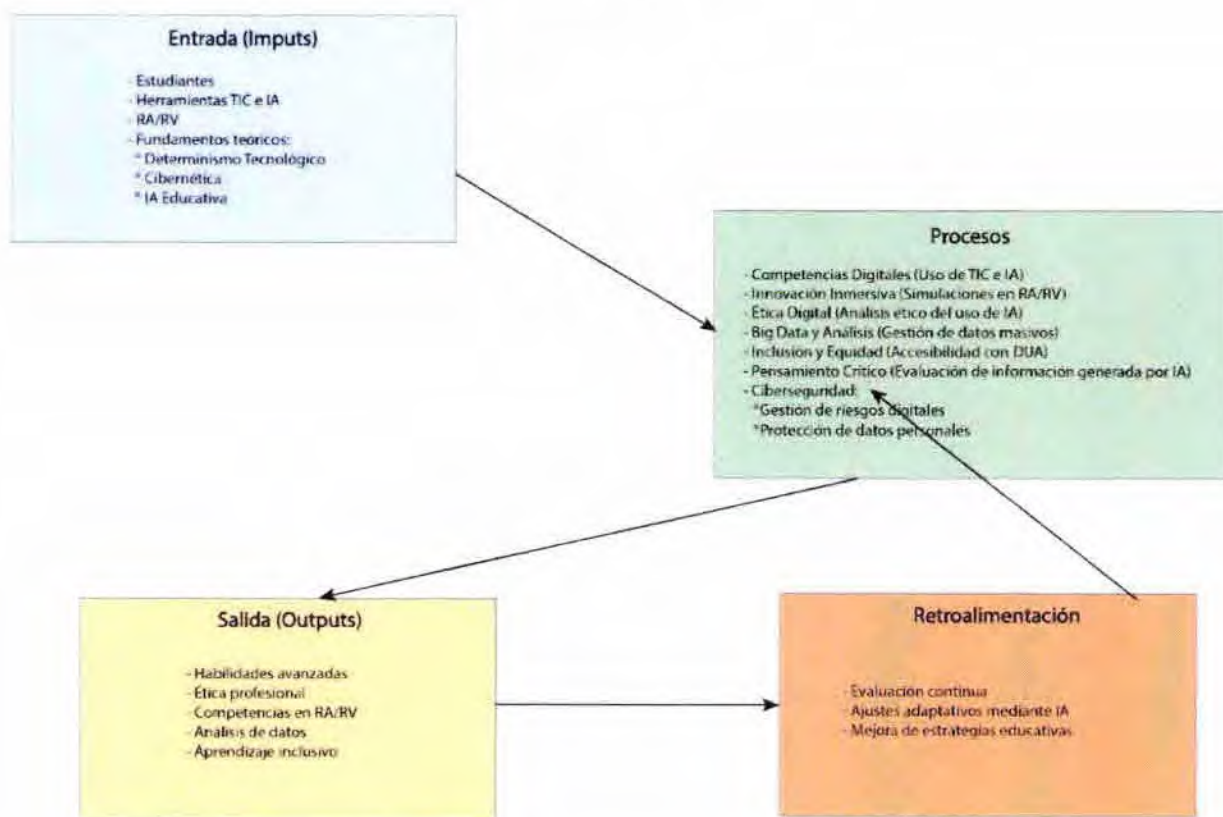 Entrada (Imputs)
- Estudiantes
- Herramientas TIC e IA
- RA/RV
- Fundamentos teóricos:
* Determinismo Tecnológico
* Cibernética
* IA Educativa
Procesos
- Competencias Digitales (Uso de TIC e IA)
- Innovación Inmersiva (Simulaciones en RA/RV)
- Ética Digital (Análisis ético del uso de IA)
- Big Data y Análisis (Gestión de datos masivos)
- Inclusión y Equidad (Accesibilidad con DUA)
- Pensamiento Crítico (Evaluación de información generada por IA)
- Ciberseguridad:
*Gestión de riesgos digitales
*Protección de datos personales
Salida (Outputs)
- Habilidades avanzadas
- Ética profesional
- Competencias en RA/RV
- Análisis de datos
- Aprendizaje inclusivo
Retroalimentación
- Evaluación continua
- Ajustes adaptativos mediante IA
- Mejora de estrategias educativas